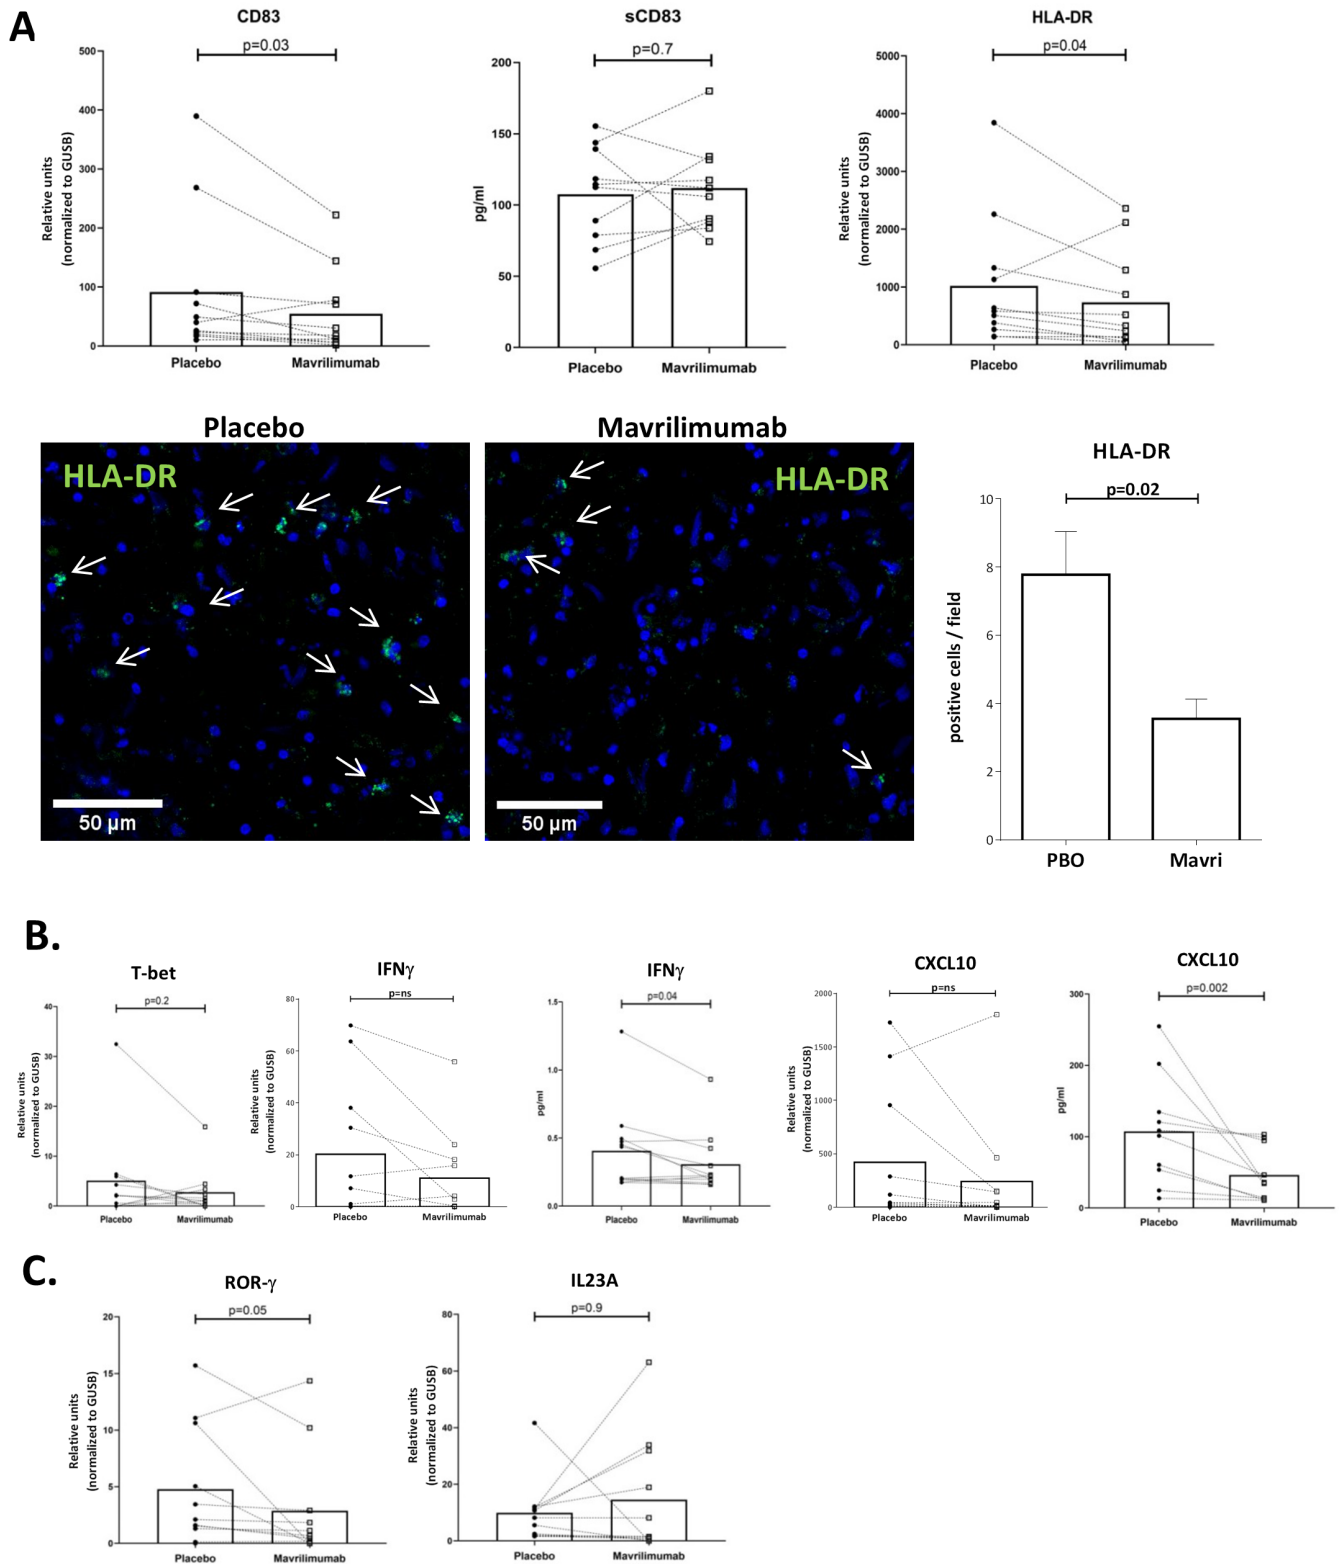 A
CD83
p=0.03
Relative units
(normalized to GUSB)
500
400
300
200
100
0
Placebo
Mavrilimumab
sCD83
p=0.7
pg/ml
200
150
100
50
0
Placebo
Mavrilimumab
HLA-DR
p=0.04
Relative units
(normalized to GUSB)
5000
4000
3000
2000
1000
0
Placebo
Mavrilimumab
Placebo
HLA-DR
50 µm
Mavrilimumab
HLA-DR
50 µm
HLA-DR
p=0.02
positive cells / field
10
8
6
4
2
0
PBO
Mavri
B.
T-bet
p=0.2
Relative units
(normalized to GUSB)
40
30
20
10
0
Placebo
Mavrilimumab
IFNγ
p=ns
Relative units
(normalized to GUSB)
80
60
40
20
0
Placebo
Mavrilimumab
IFNγ
p=0.04
pg/ml
1.5
1.0
0.5
0.0
Placebo
Mavrilimumab
CXCL10
p=ns
Relative units
(normalized to GUSB)
2000
1500
1000
500
0
Placebo
Mavrilimumab
CXCL10
p=0.002
pg/ml
300
200
100
0
Placebo
Mavrilimumab
C.
ROR-γ
p=0.05
Relative units
(normalized to GUSB)
20
15
10
5
0
Placebo
Mavrilimumab
IL23A
p=0.9
Relative units
(normalized to GUSB)
80
60
40
20
0
Placebo
Mavrilimumab